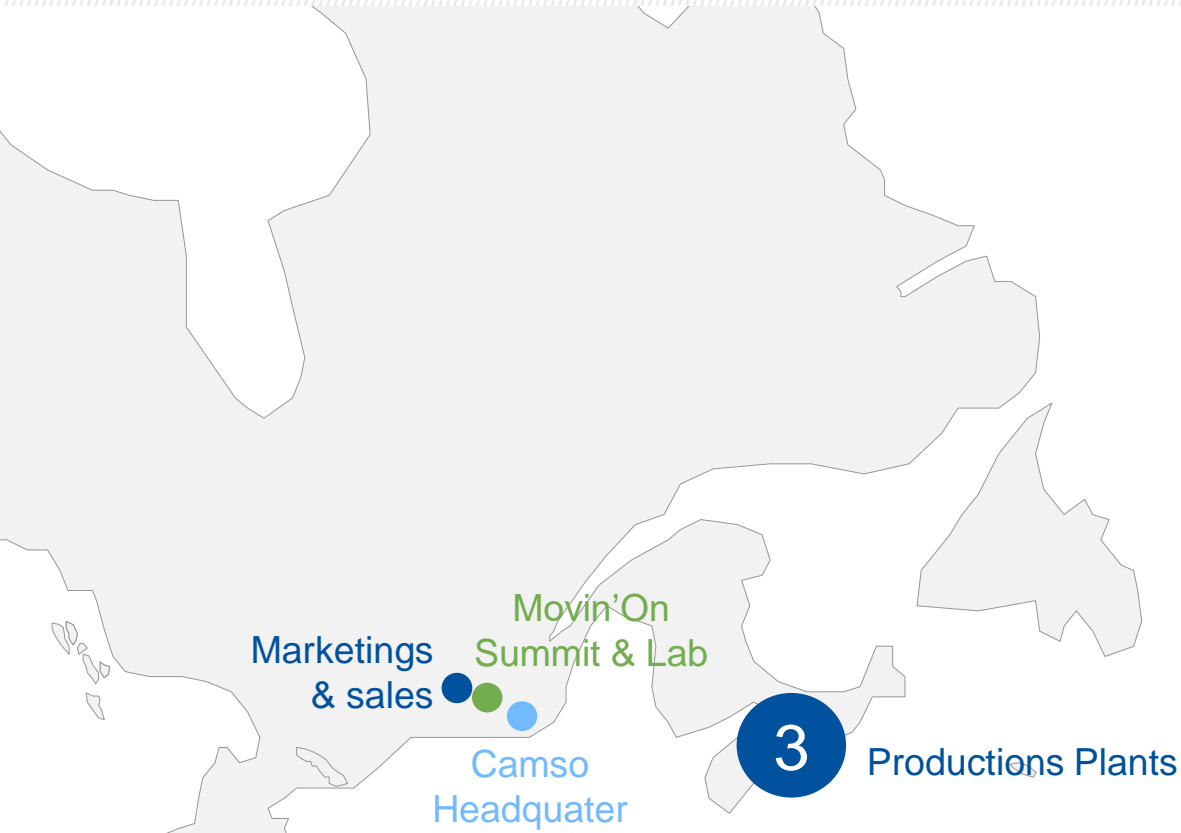 Movin’On
Summit & Lab
Marketings
& sales
Camso
Headquater
3
Productions Plants